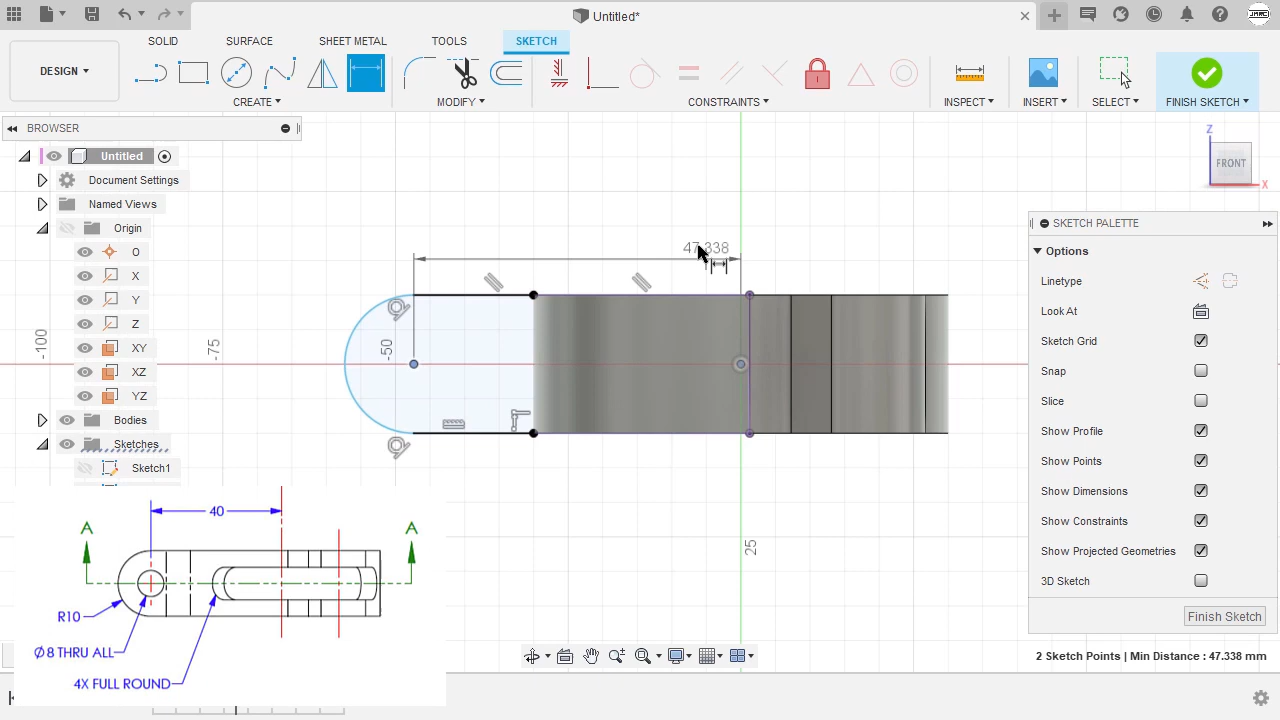 Untitled*
JMRC
DESIGN
SOLID
SURFACE
SHEET METAL
TOOLS
SKETCH
CREATE
MODIFY
CONSTRAINTS
INSPECT
INSERT
SELECT
FINISH SKETCH
BROWSER
Untitled
Document Settings
Named Views
Origin
O
X
Y
Z
XY
XZ
YZ
Bodies
Sketches
Sketch1
Z
FRONT
X
47.338
-100
-75
-50
25
SKETCH PALETTE
Options
Linetype
Look At
Sketch Grid
Snap
Slice
Show Profile
Show Points
Show Dimensions
Show Constraints
Show Projected Geometries
3D Sketch
Finish Sketch
40
A
A
R10
Ø8 THRU ALL
4X FULL ROUND
2 Sketch Points | Min Distance : 47.338 mm